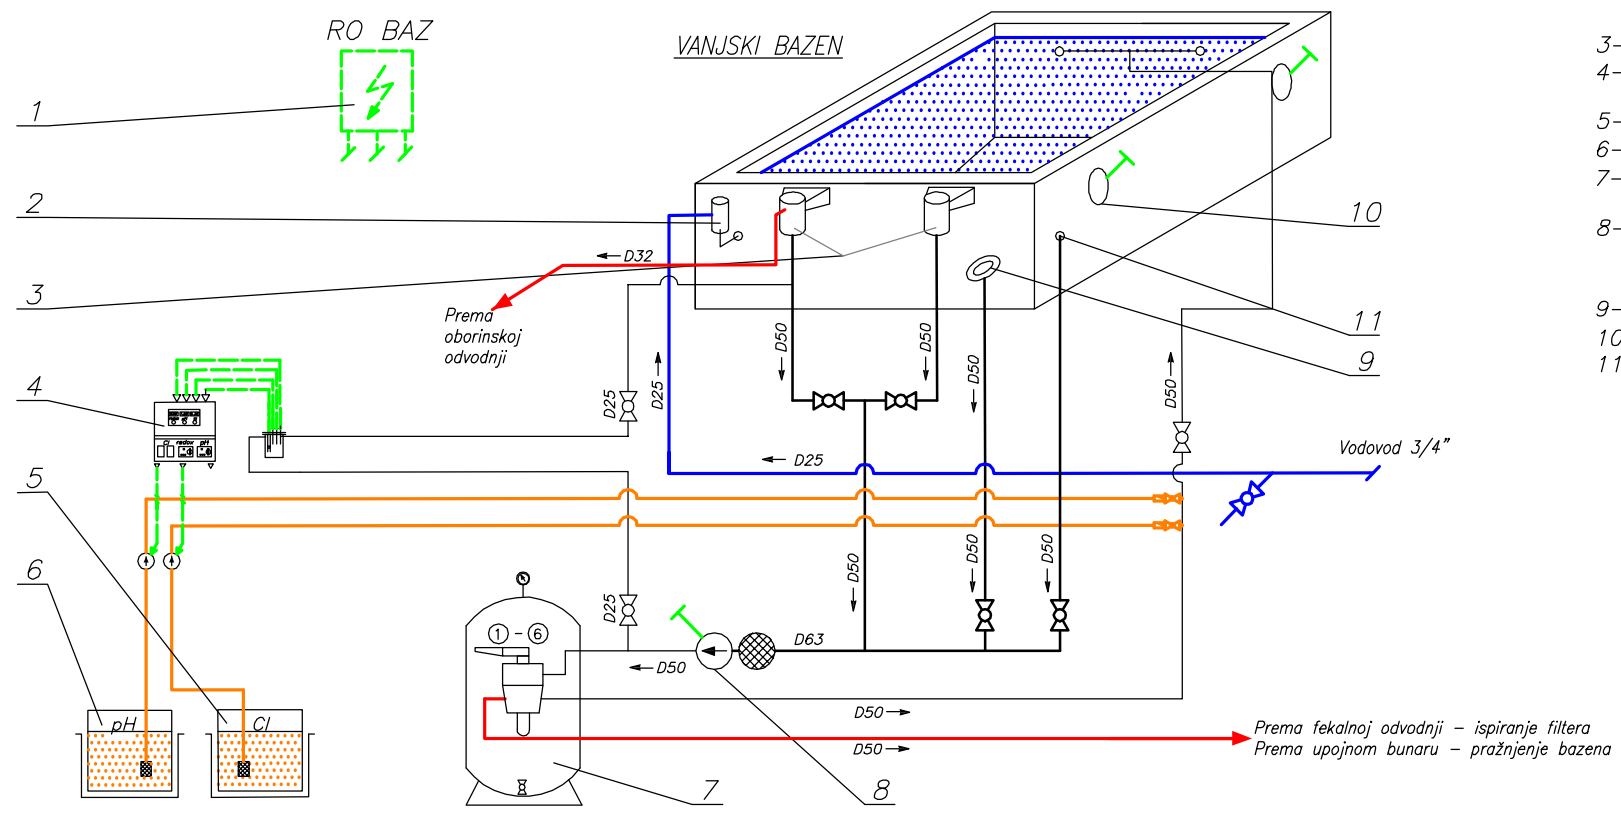 RO BAZ
VANJSKI BAZEN
1
2
3
4
5
6
7
8
9
10
11
3-
4-
5-
6-
7-
8-
9-
10
11
D32
Prema
oborinskoj
odvodnji
D50
D50
D50
D50
D25
D25
D25
Vodovod 3/4"
Cl redox pH
D50
D50
D50
D25
D63
1 - 6
D50
D50
D50
pH
Cl
Prema fekalnoj odvodnji - ispiranje filtera
Prema upojnom bunaru - pražnjenje bazena